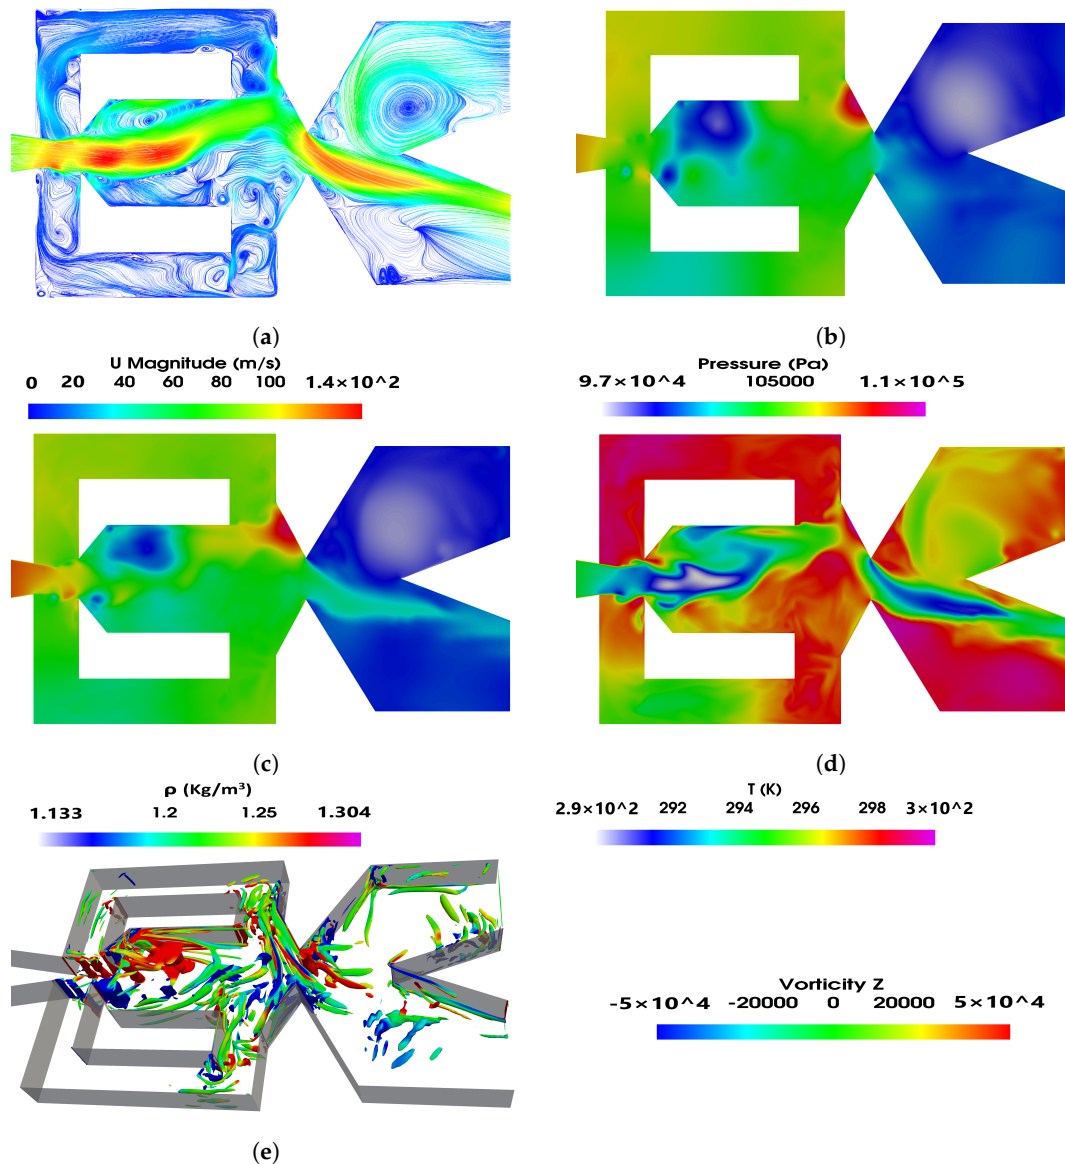 (a)
(b)
U Magnitude (m/s)
0 20 40 60 80 100 1.4×10^2
Pressure (Pa)
9.7×10^4 105000 1.1×10^5
(c)
(d)
ρ (Kg/m³)
1.133 1.2 1.25 1.304
T (K)
2.9×10^2 292 294 296 298 3×10^2
Vorticity Z
-5×10^4 -20000 0 20000 5×10^4
(e)